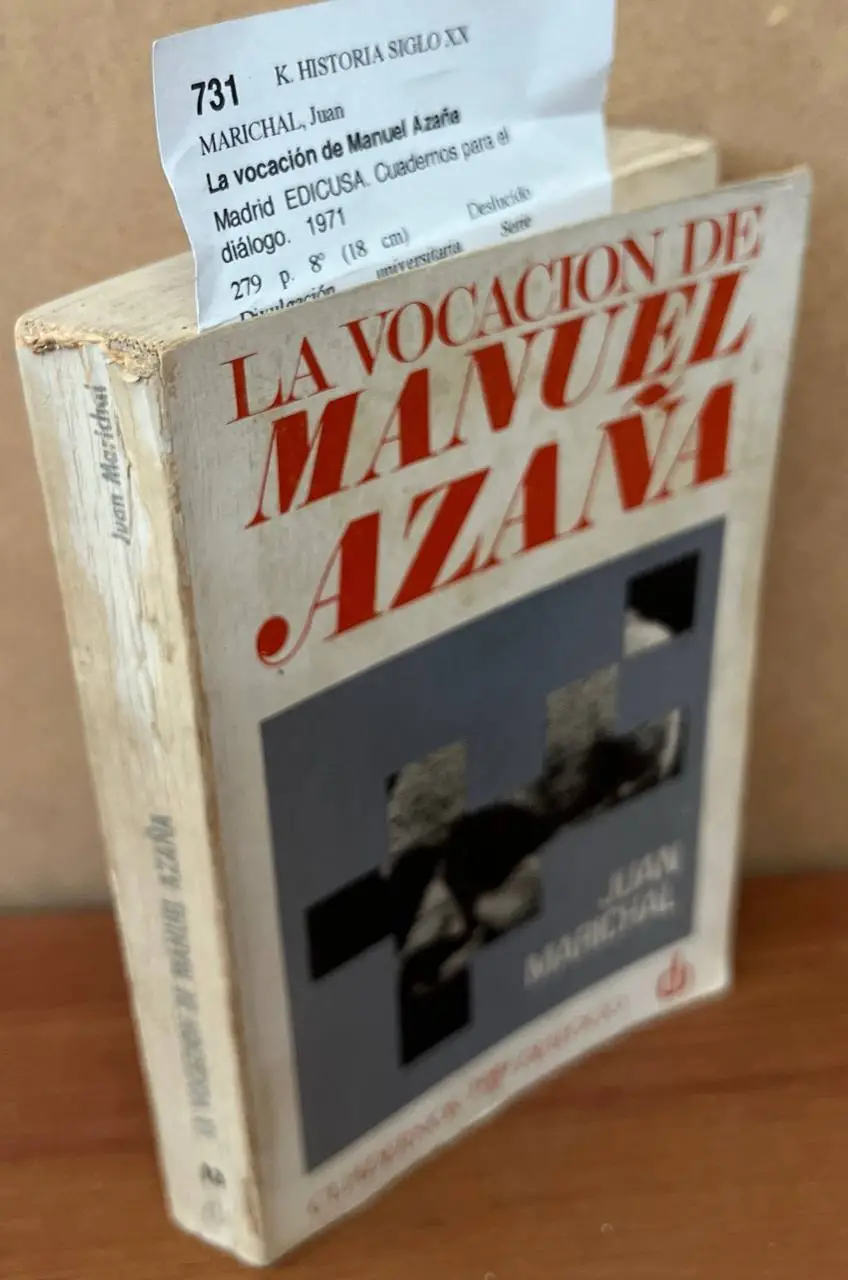 731 K. HISTORIA SIGLO XX
MARICHAL, Juan
La vocación de Manuel Azaña
Madrid EDICUSA. Cuadernos para el
diálogo. 1971
279 p. 8º (18 cm) Deslucido
Divulgación universitaria Serie
LA VOCACION DE
MANUEL
AZAÑA
JUAN
MARICHAL
Juan Marichal
LA VOCACION DE MANUEL AZAÑA